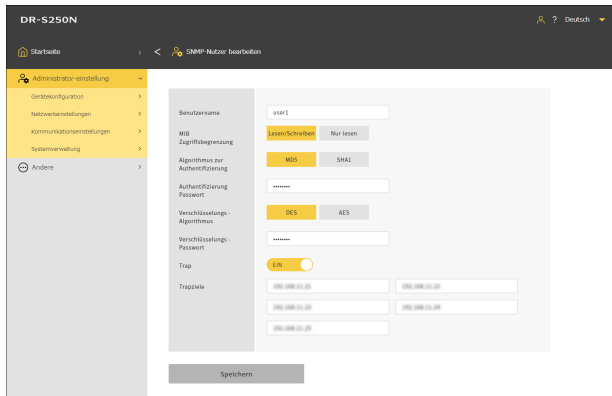 DR-S250N
? Deutsch
Startseite
SNMP-Nutzer bearbeiten
Administrator-einstellung
Gerätekonfiguration
Netzwerkeinstellungen
Kommunikationseinstellungen
Systemverwaltung
Andere
Benutzername
user1
MIB
Zugriffsbegrenzung
Lesen/Schreiben
Nur lesen
Algorithmus zur
Authentifizierung
MD5
SHA1
Authentifizierung
Passwort
Verschlüsselungs -
Algorithmus
DES
AES
Verschlüsselungs -
Passwort
Trap
EIN
Trapziele
Speichern